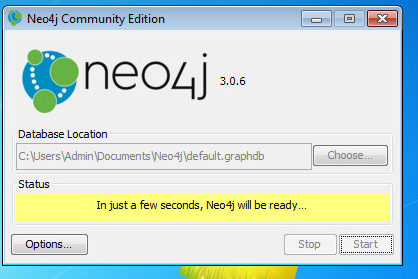 Neo4j Community Edition
neo4j 3.0.6
Database Location
C:\Users\Admin\Documents\Neo4j\default.graphdb Choose...
Status
In just a few seconds, Neo4j will be ready...
Options... Stop Start